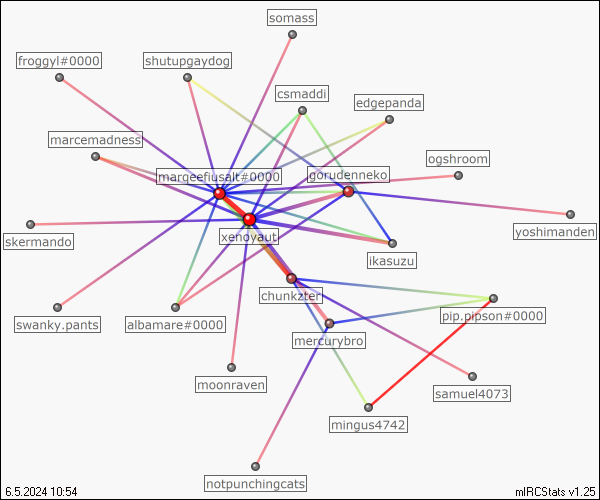 somass
froggyl#0000
shutupgaydog
csmaddi
edgepanda
marcemadness
ogshroom
margeefiusalt#0000
gorudenneko
yoshimanden
xenoyaut
skermando
ikasuzu
chunkzter
swanky.pants
albamare#0000
pip.pipson#0000
mercurybro
moonraven
samuel4073
mingus4742
notpunchingcats
6.5.2024 10:54
mIRCStats v1.25